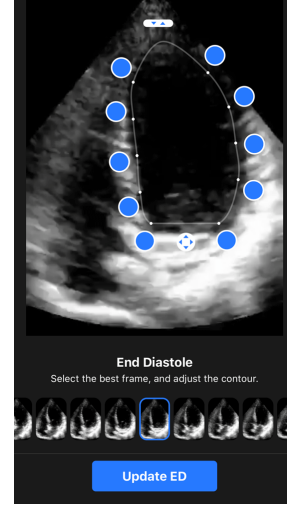 End Diastole
Select the best frame, and adjust the contour.
Update ED